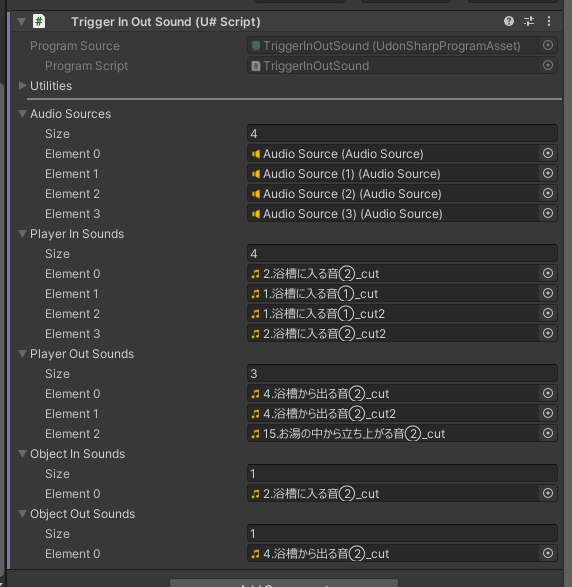 Trigger In Out Sound (U# Script)
Program Source TriggerInOutSound (UdonSharpProgramAsset)
Program Script TriggerInOutSound
Utilities
Audio Sources
Size 4
Element 0 Audio Source (Audio Source)
Element 1 Audio Source (1) (Audio Source)
Element 2 Audio Source (2) (Audio Source)
Element 3 Audio Source (3) (Audio Source)
Player In Sounds
Size 4
Element 0 2.浴槽に入る音②_cut
Element 1 1.浴槽に入る音①_cut
Element 2 1.浴槽に入る音①_cut2
Element 3 2.浴槽に入る音②_cut2
Player Out Sounds
Size 3
Element 0 4.浴槽から出る音②_cut
Element 1 4.浴槽から出る音②_cut2
Element 2 15.お湯の中から立ち上がる音②_cut
Object In Sounds
Size 1
Element 0 2.浴槽に入る音②_cut
Object Out Sounds
Size 1
Element 0 4.浴槽から出る音②_cut